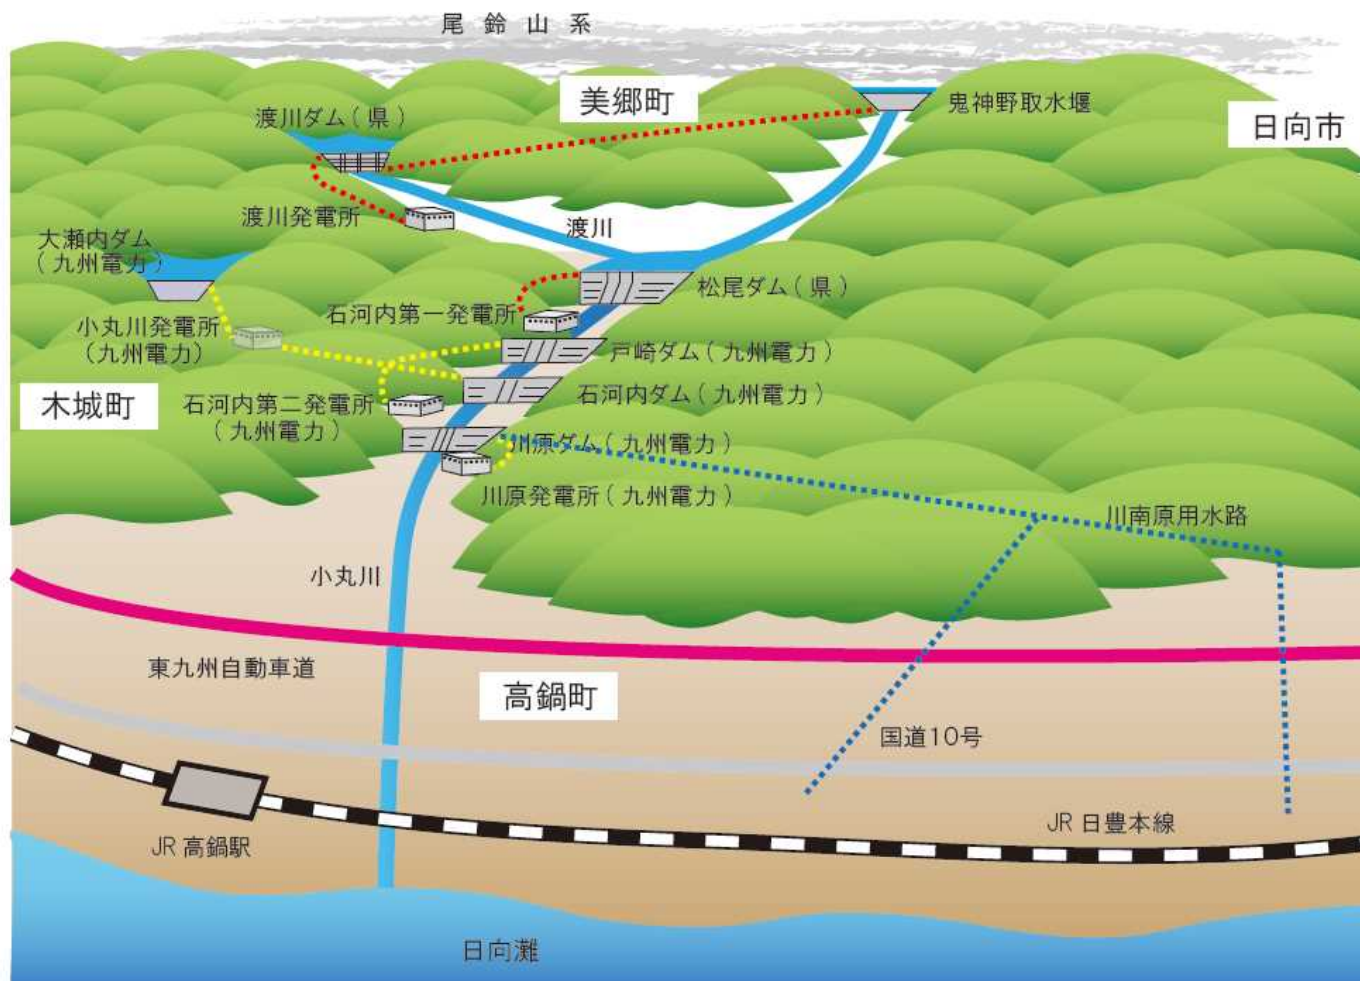 尾鈴山系
美郷町
鬼神野取水堰
渡川ダム(県)
日向市
渡川発電所
渡川
大瀬内ダム
(九州電力)
松尾ダム(県)
石河内第一発電所
小丸川発電所
(九州電力)
戸崎ダム(九州電力)
木城町
石河内第二発電所
(九州電力)
石河内ダム(九州電力)
川原ダム(九州電力)
川原発電所(九州電力)
川南原用水路
小丸川
東九州自動車道
高鍋町
国道10号
JR高鍋駅
JR日豊本線
日向灘